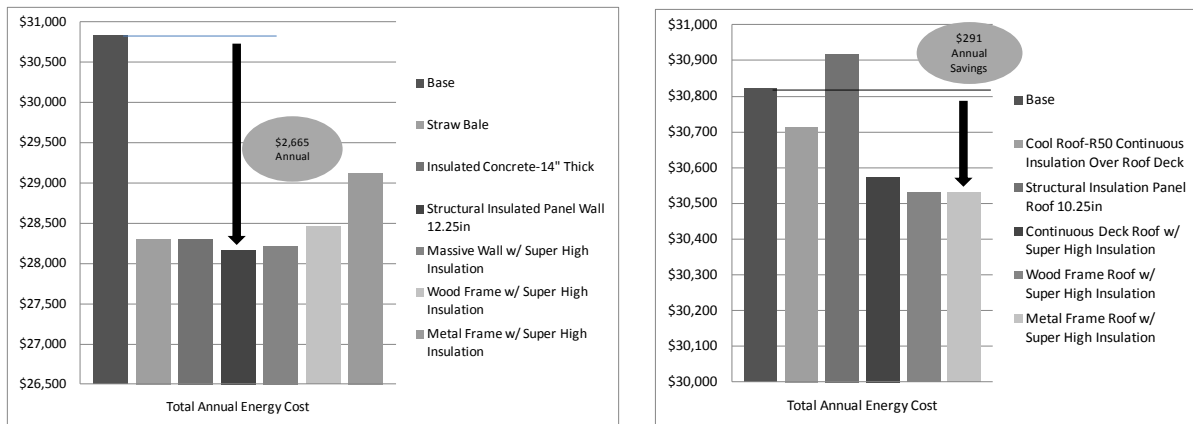 $31,000
$30,500
$30,000
$29,500
$29,000
$28,500
$28,000
$27,500
$27,000
$26,500
$2,665
Annual
Total Annual Energy Cost
Base
Straw Bale
Insulated Concrete-14" Thick
Structural Insulated Panel Wall
12.25in
Massive Wall w/ Super High
Insulation
Wood Frame w/ Super High
Insulation
Metal Frame w/ Super High
Insulation
$31,000
$30,900
$30,800
$30,700
$30,600
$30,500
$30,400
$30,300
$30,200
$30,100
$30,000
$291
Annual
Savings
Total Annual Energy Cost
Base
Cool Roof-R50 Continuous
Insulation Over Roof Deck
Structural Insulation Panel
Roof 10.25in
Continuous Deck Roof w/
Super High Insulation
Wood Frame Roof w/
Super High Insulation
Metal Frame Roof w/
Super High Insulation